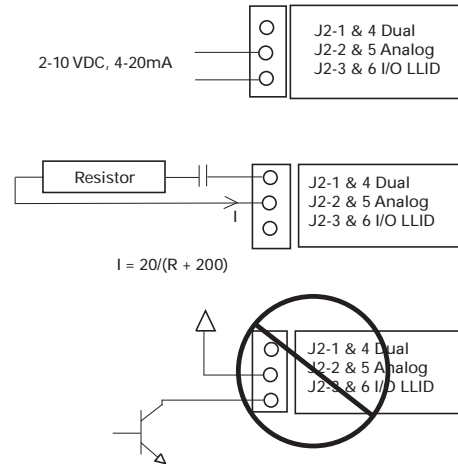 J2-1 & 4 Dual
J2-2 & 5 Analog
J2-3 & 6 I/O LLID
2-10 VDC, 4-20mA
Resistor
J2-1 & 4 Dual
J2-2 & 5 Analog
J2-3 & 6 I/O LLID
I
I = 20/(R + 200)
J2-1 & 4 Dual
J2-2 & 5 Analog
J2-3 & 6 I/O LLID